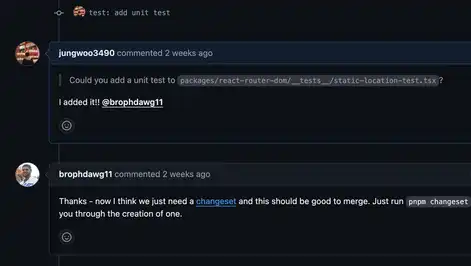 test: add unit test
jungwoo3490 commented 2 weeks ago
Could you add a unit test to packages/react-router-dom/__tests__/static-location-test.tsx?
I added it!! @brophdawg11
brophdawg11 commented 2 weeks ago
Thanks - now I think we just need a changeset and this should be good to merge. Just run pnpm changeset
you through the creation of one.